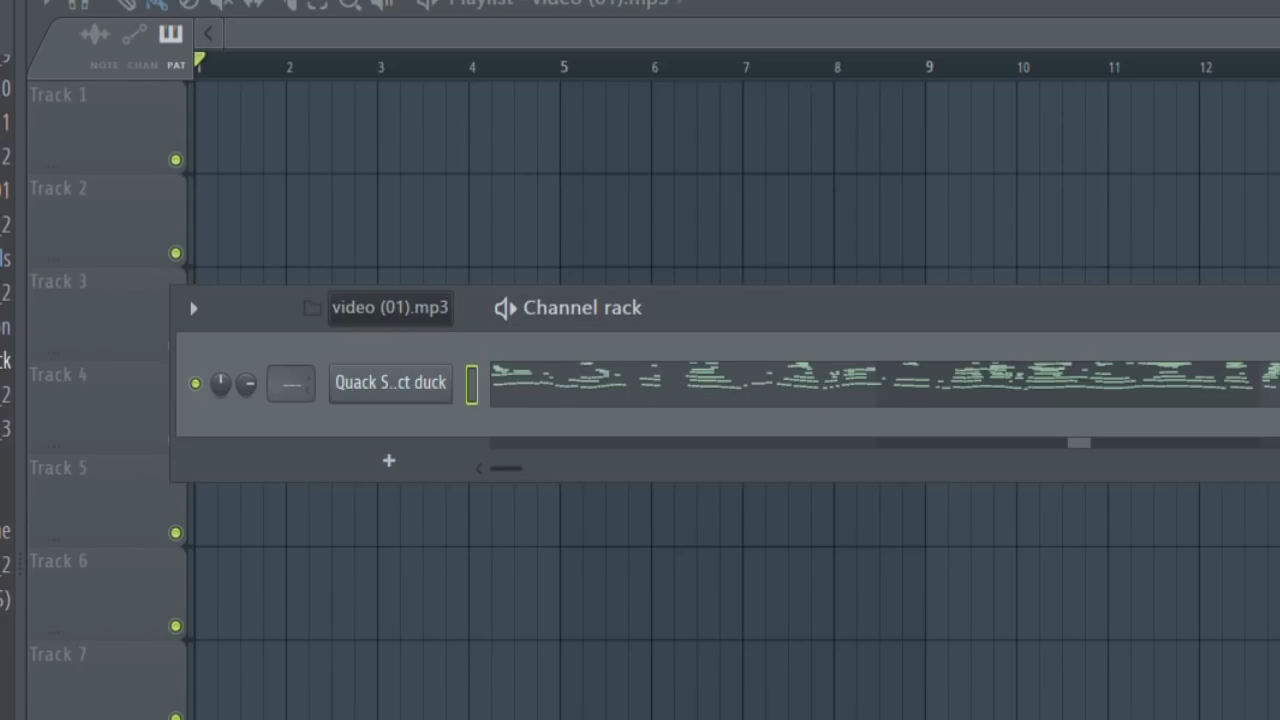 Playlist - video (01).mp3
NOTE CHAN PAT
1 2 3 4 5 6 7 8 9 10 11 12
Track 1
Track 2
Track 3
video (01).mp3 Channel rack
Track 4
Quack S..ct duck
Track 5
Track 6
Track 7